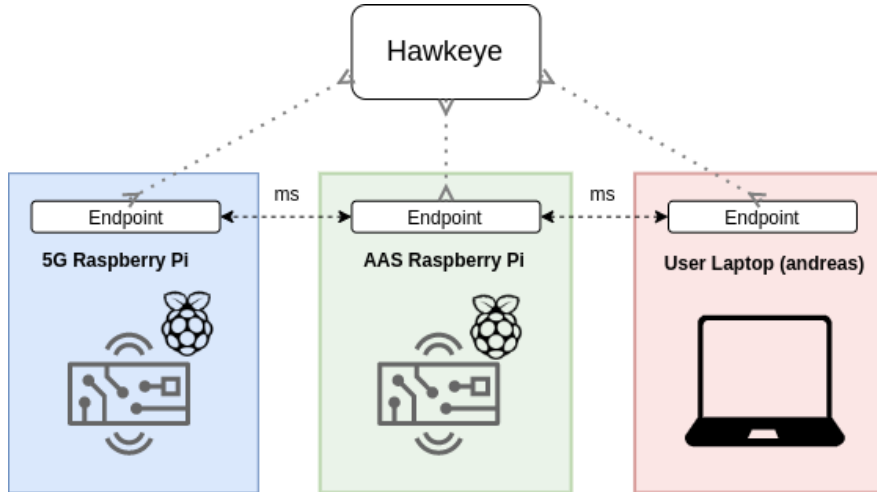 Hawkeye
ms
ms
Endpoint
Endpoint
Endpoint
5G Raspberry Pi
AAS Raspberry Pi
User Laptop (andreas)